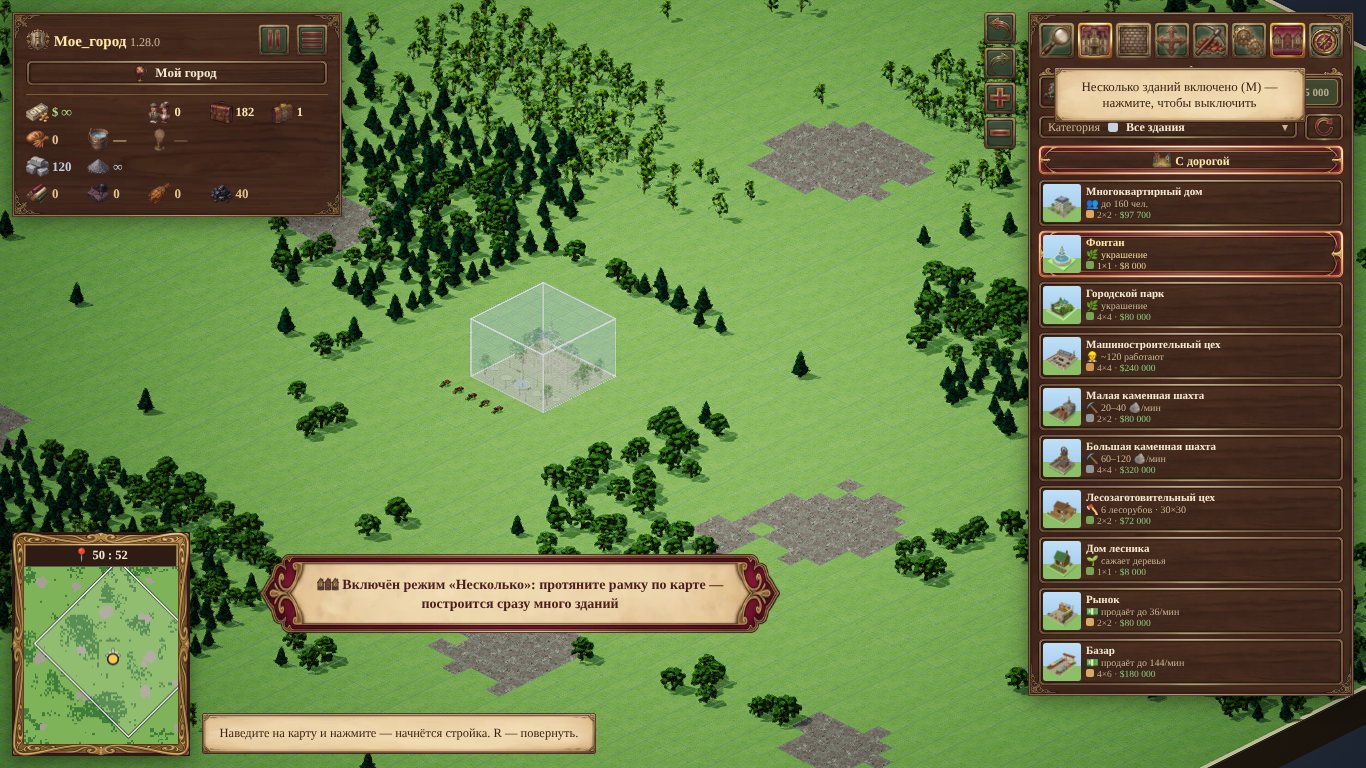 Мое_город 1.28.0
Мой город
$ ∞ 0 182 1
0 — —
120 ∞
0 0 0 40
Несколько зданий включено (M) —
нажмите, чтобы выключить
5 000
Категория Все здания
С дорогой
Многоквартирный дом
до 160 чел.
2×2 · $97 700
Фонтан
украшение
1×1 · $8 000
Городской парк
украшение
4×4 · $80 000
Машиностроительный цех
~120 работают
4×4 · $240 000
Малая каменная шахта
20–40 /мин
2×2 · $80 000
Большая каменная шахта
60–120 /мин
4×4 · $320 000
Лесозаготовительный цех
6 лесорубов · 30×30
2×2 · $72 000
Дом лесника
сажает деревья
1×1 · $8 000
Рынок
продаёт до 36/мин
2×2 · $80 000
Базар
продаёт до 144/мин
4×6 · $180 000
50 : 52
Включён режим «Несколько»: протяните рамку по карте —
построится сразу много зданий
Наведите на карту и нажмите — начнётся стройка. R — повернуть.